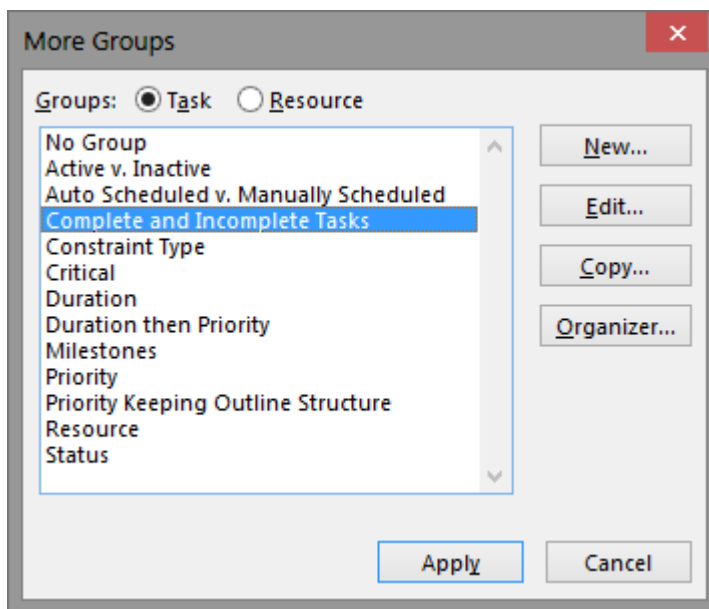 More Groups
Groups: Task Resource
No Group
Active v. Inactive
Auto Scheduled v. Manually Scheduled
Complete and Incomplete Tasks
Constraint Type
Critical
Duration
Duration then Priority
Milestones
Priority
Priority Keeping Outline Structure
Resource
Status
New...
Edit...
Copy...
Organizer...
Apply Cancel